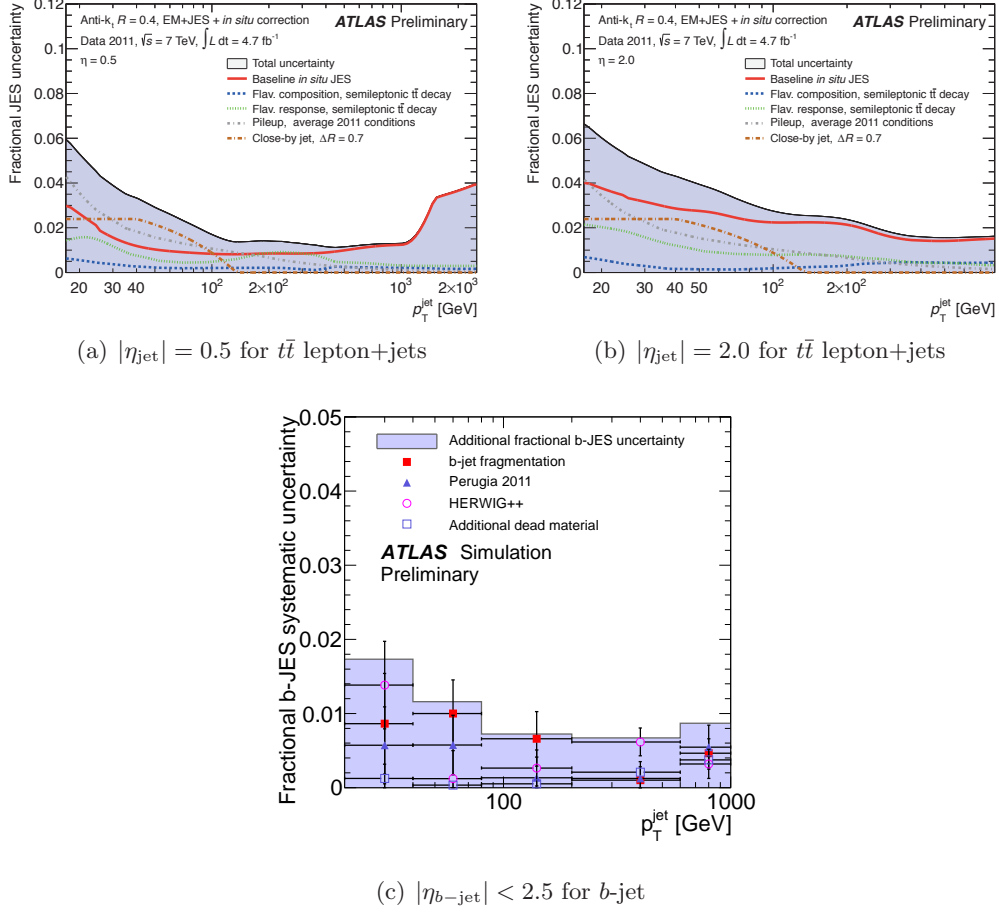 Fractional JES uncertainty
0.12
0.1
0.08
0.06
0.04
0.02
0
Anti-kₜ R = 0.4, EM+JES + in situ correction
ATLAS Preliminary
Data 2011, √s = 7 TeV, ∫L dt = 4.7 fb⁻¹
η = 0.5
Total uncertainty
Baseline in situ JES
Flav. composition, semileptonic tt̄ decay
Flav. response, semileptonic tt̄ decay
Pileup, average 2011 conditions
Close-by jet, ΔR = 0.7
20 30 40 10² 2×10² 10³ 2×10³
p_T^jet [GeV]
(a) |η_jet| = 0.5 for tt̄ lepton+jets
Fractional JES uncertainty
0.12
0.1
0.08
0.06
0.04
0.02
0
Anti-kₜ R = 0.4, EM+JES + in situ correction
ATLAS Preliminary
Data 2011, √s = 7 TeV, ∫L dt = 4.7 fb⁻¹
η = 2.0
Total uncertainty
Baseline in situ JES
Flav. composition, semileptonic tt̄ decay
Flav. response, semileptonic tt̄ decay
Pileup, average 2011 conditions
Close-by jet, ΔR = 0.7
20 30 40 50 10² 2×10²
p_T^jet [GeV]
(b) |η_jet| = 2.0 for tt̄ lepton+jets
Fractional b-JES systematic uncertainty
0.05
0.04
0.03
0.02
0.01
0
Additional fractional b-JES uncertainty
b-jet fragmentation
Perugia 2011
HERWIG++
Additional dead material
ATLAS Simulation
Preliminary
100 1000
p_T^jet [GeV]
(c) |η_b−jet| < 2.5 for b-jet